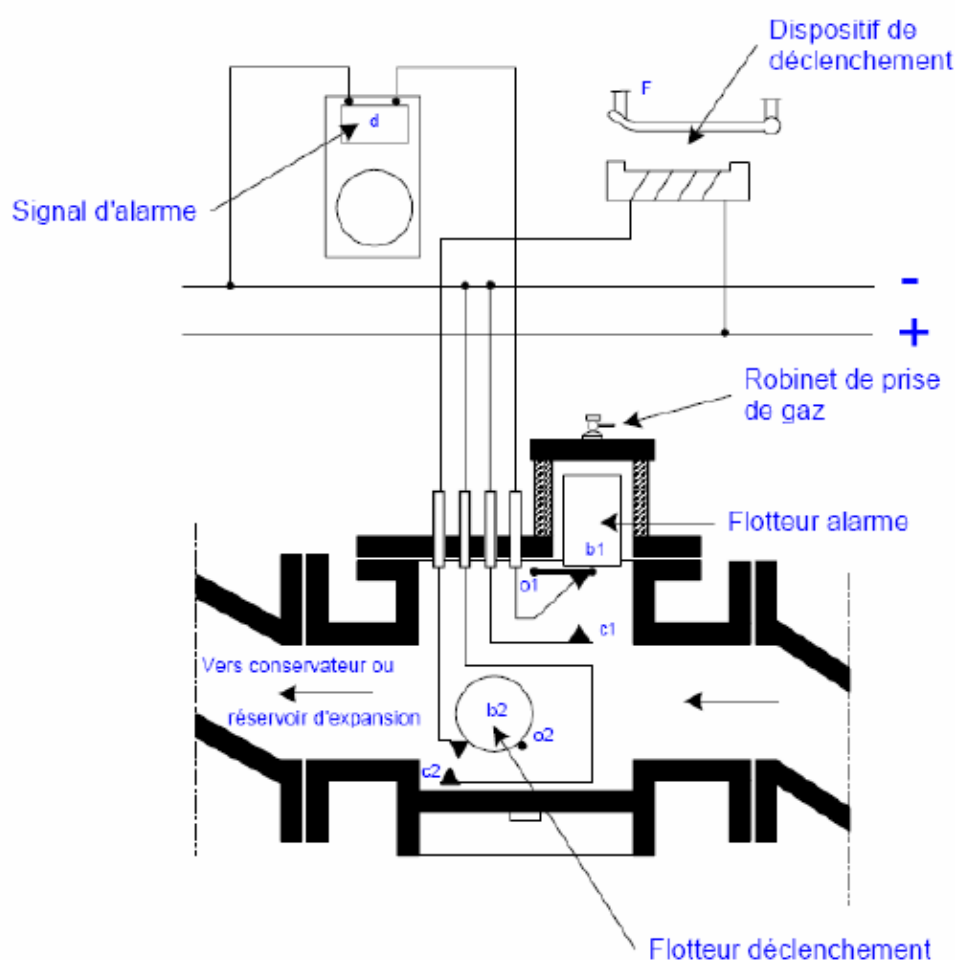 Dispositif de
déclenchement
F
d
Signal d'alarme
-
+
Robinet de prise
de gaz
Flotteur alarme
b1
o1
c1
Vers conservateur ou
réservoir d'expansion
b2
o2
c2
Flotteur déclenchement